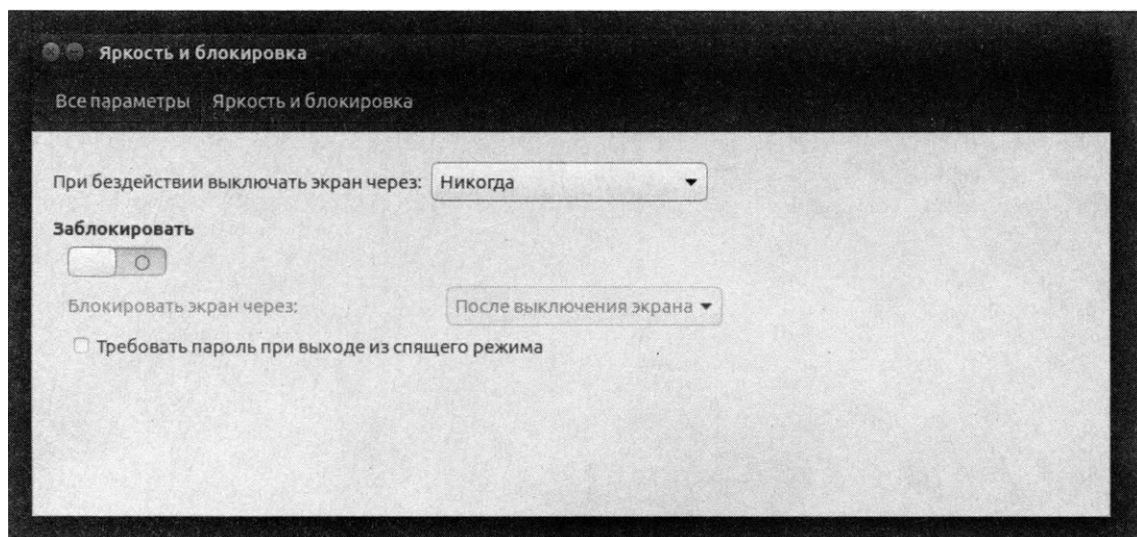 Яркость и блокировка
Все параметры Яркость и блокировка
При бездействии выключать экран через: Никогда
Заблокировать
Блокировать экран через: После выключения экрана
Требовать пароль при выходе из спящего режима